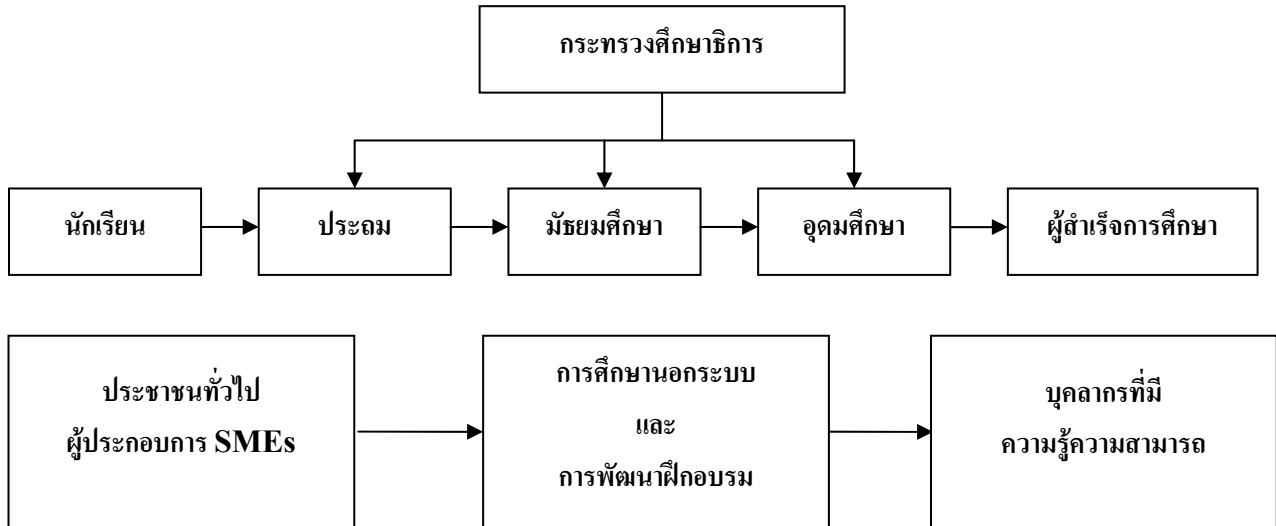 กระทรวงศึกษาธิการ
นักเรียน
ประถม
มัธยมศึกษา
อุดมศึกษา
ผู้สำเร็จการศึกษา
ประชาชนทั่วไป
ผู้ประกอบการ SMEs
การศึกษานอกระบบ
และ
การพัฒนาฝึกอบรม
บุคลากรที่มี
ความรู้ความสามารถ